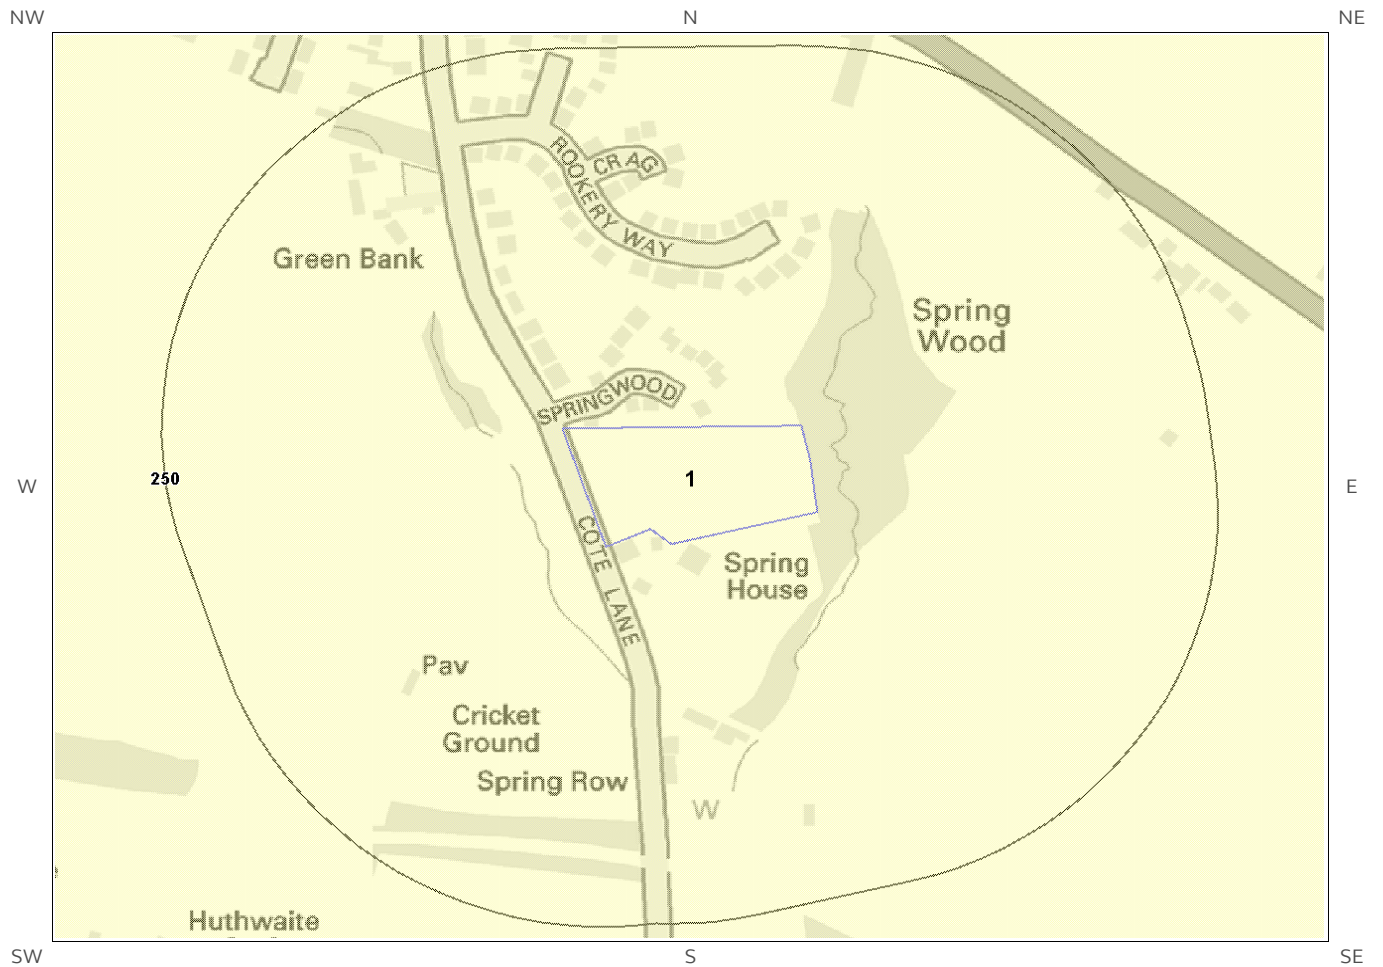 NW
N
NE
CRAG
ROOKERY WAY
Green Bank
Spring
Wood
SPRINGWOOD
250
1
W
E
COTE LANE
Spring
House
Pav
Cricket
Ground
Spring Row
W
Huthwaite
SW
S
SE